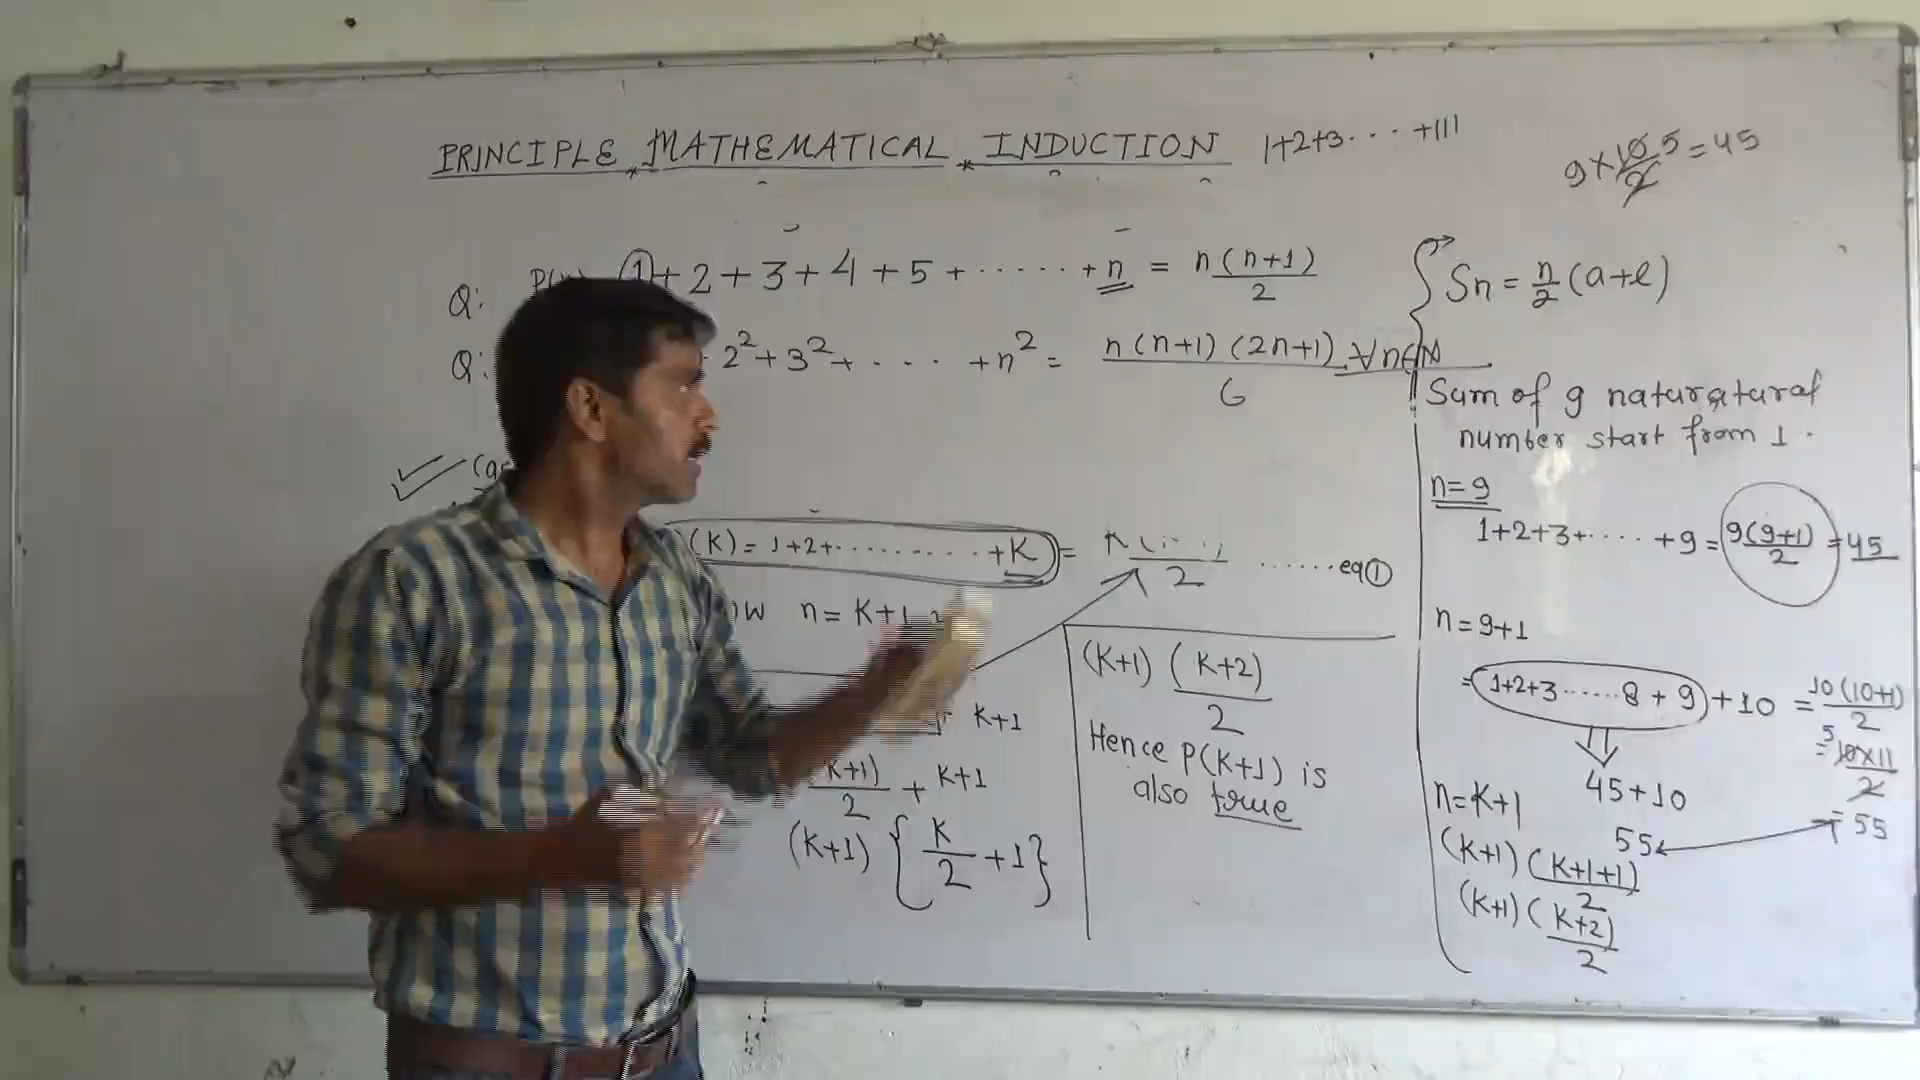 PRINCIPLE MATHEMATICAL INDUCTION 1+2+3....+111
9×10/2 5=45
Q: 1+2+3+4+5+......+n = n(n+1)/2
Sn = n/2 (a+l)
Q: 2²+3²+....+n² = n(n+1)(2n+1)/6 ∀n∈N
Sum of 9 naturatural
number start from 1.
n=9
1+2+3+....+9 = 9(9+1)/2 = 45
(K) = 1+2+..........+K = /2 ......eq①
n = K+1
K+1
K+1)/2 + K+1
(K+1) {K/2 +1}
(K+1) (K+2)/2
Hence P(K+1) is
also true
n=9+1
= 1+2+3......8+9+10 = 10(10+1)/2
= 5 10×11/2
45+10
= 55
55
n=K+1
(K+1) (K+1+1)/2
(K+1) (K+2)/2